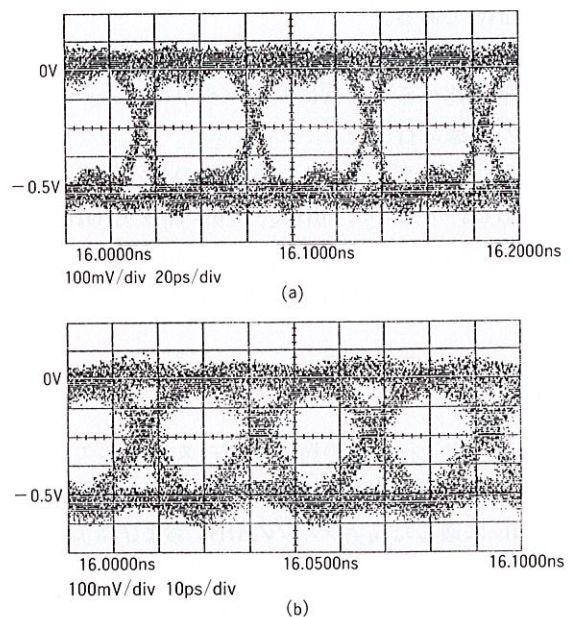 0V
−0.5V
16.0000ns 16.1000ns 16.2000ns
100mV/div 20ps/div
(a)
0V
−0.5V
16.0000ns 16.0500ns 16.1000ns
100mV/div 10ps/div
(b)